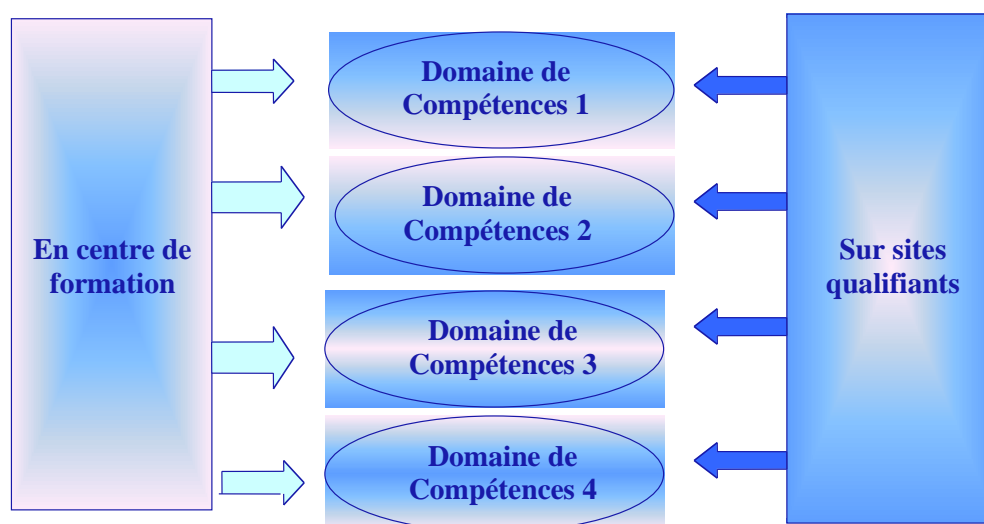 En centre de
formation
Domaine de
Compétences 1
Domaine de
Compétences 2
Domaine de
Compétences 3
Domaine de
Compétences 4
Sur sites
qualifiants